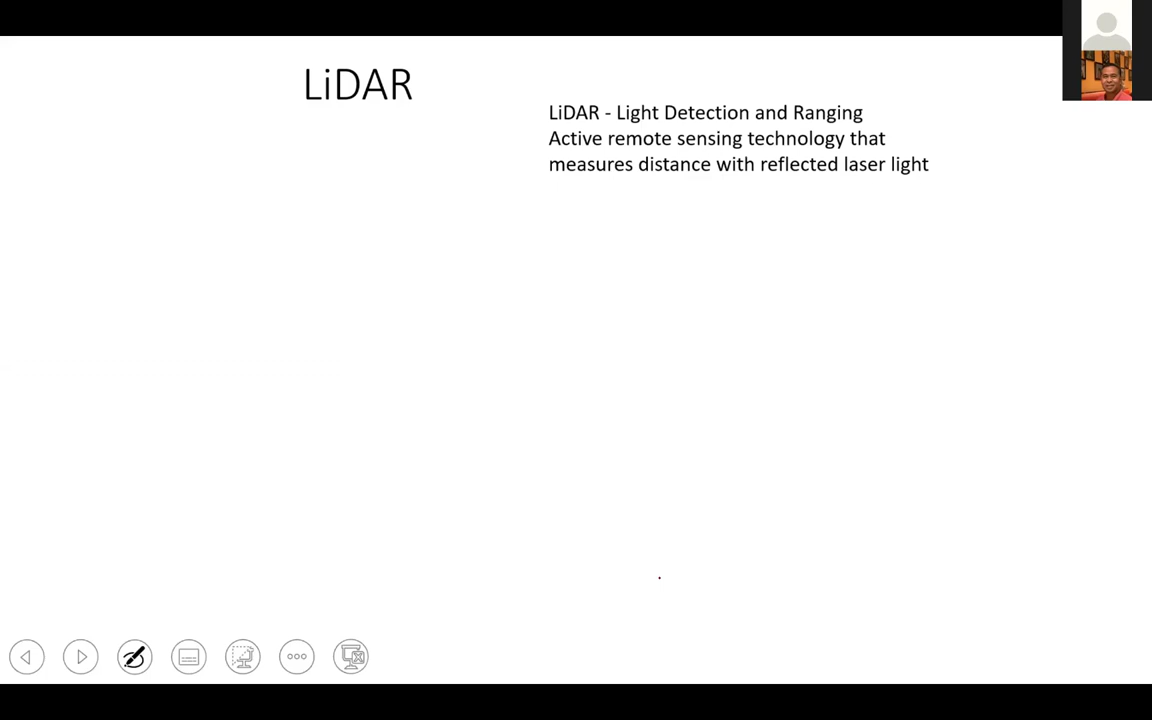 LiDAR
LiDAR - Light Detection and Ranging
Active remote sensing technology that
measures distance with reflected laser light